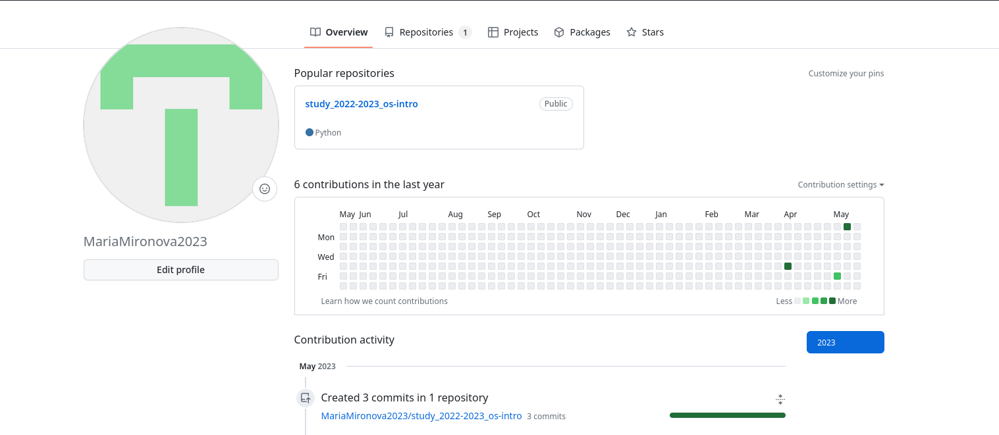 Overview Repositories 1 Projects Packages Stars
Popular repositories Customize your pins
study_2022-2023_os-intro Public
Python
MariaMironova2023
Edit profile
6 contributions in the last year Contribution settings
May Jun Jul Aug Sep Oct Nov Dec Jan Feb Mar Apr May
Mon
Wed
Fri
Learn how we count contributions Less More
Contribution activity 2023
May 2023
Created 3 commits in 1 repository
MariaMironova2023/study_2022-2023_os-intro 3 commits